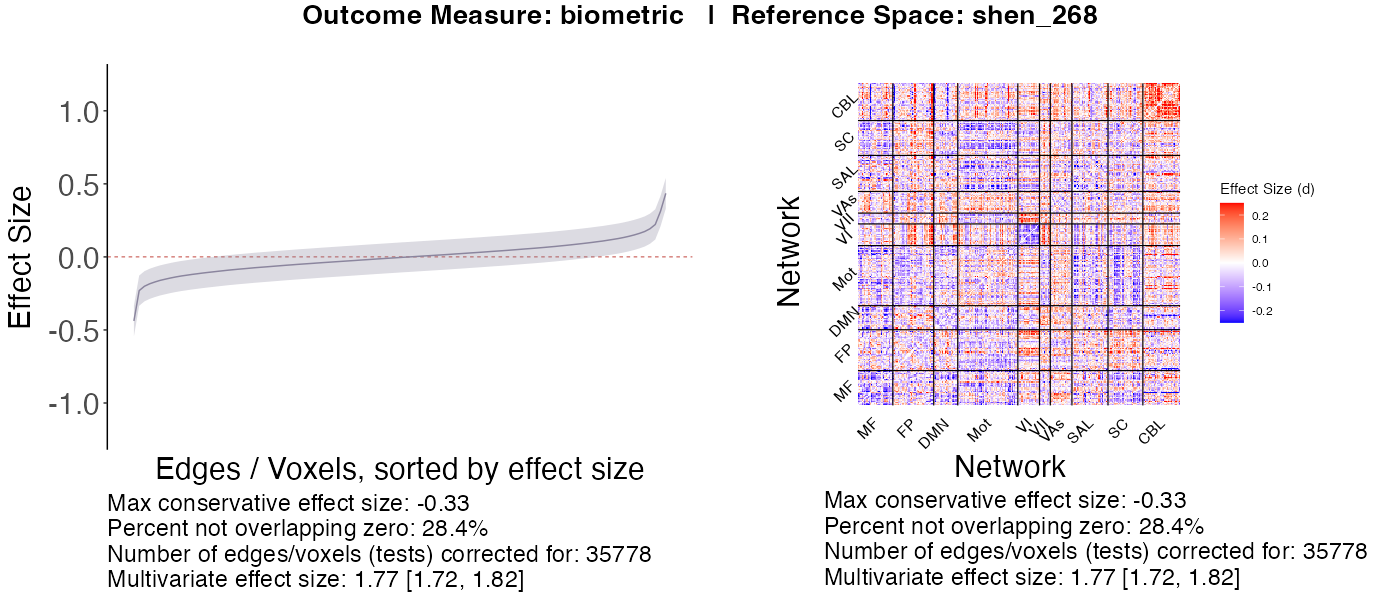 Outcome Measure: biometric | Reference Space: shen_268
Effect Size
1.0
0.5
0.0
-0.5
-1.0
Edges / Voxels, sorted by effect size
Max conservative effect size: -0.33
Percent not overlapping zero: 28.4%
Number of edges/voxels (tests) corrected for: 35778
Multivariate effect size: 1.77 [1.72, 1.82]
Network
CBL
SC
SAL
VAs
VII
VI
Mot
DMN
FP
MF
MF
FP
DMN
Mot
VI
VII
VAs
SAL
SC
CBL
Network
Effect Size (d)
0.2
0.1
0.0
-0.1
-0.2
Max conservative effect size: -0.33
Percent not overlapping zero: 28.4%
Number of edges/voxels (tests) corrected for: 35778
Multivariate effect size: 1.77 [1.72, 1.82]